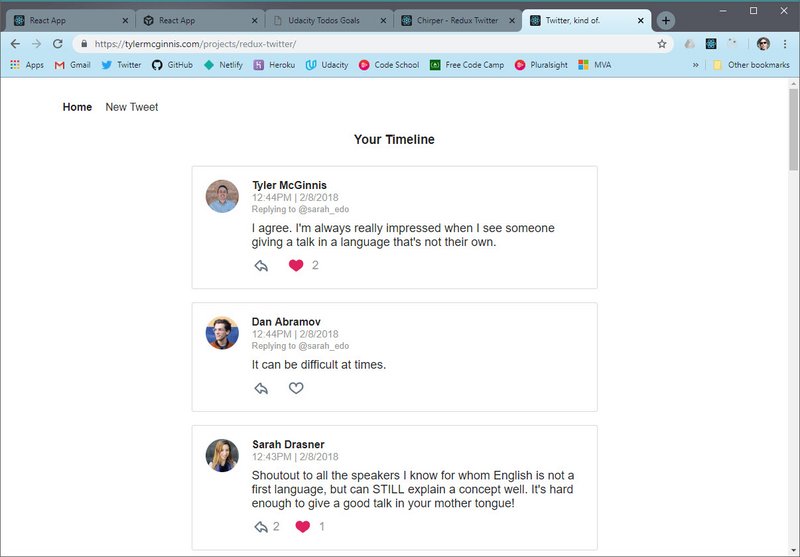 React App
React App
Udacity Todos Goals
Chirper - Redux Twitter
Twitter, kind of.
https://tylermcginnis.com/projects/redux-twitter/
Apps Gmail Twitter GitHub Netlify Heroku Udacity Code School Free Code Camp Pluralsight MVA » Other bookmarks
Home New Tweet
Your Timeline
Tyler McGinnis
12:44PM | 2/8/2018
Replying to @sarah_edo
I agree. I'm always really impressed when I see someone
giving a talk in a language that's not their own.
2
Dan Abramov
12:44PM | 2/8/2018
Replying to @sarah_edo
It can be difficult at times.
Sarah Drasner
12:43PM | 2/8/2018
Shoutout to all the speakers I know for whom English is not a
first language, but can STILL explain a concept well. It's hard
enough to give a good talk in your mother tongue!
2 1